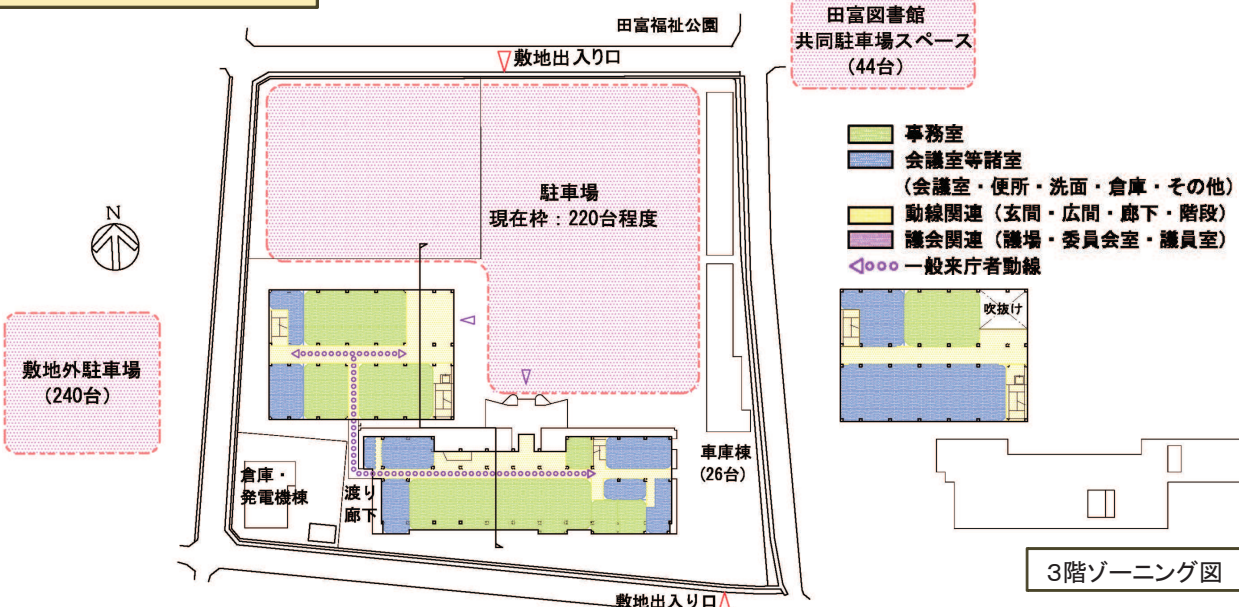 田富福祉公園
敷地出入り口
田富図書館
共同駐車場スペース
(44台)
事務室
会議室等諸室
(会議室・便所・洗面・倉庫・その他)
動線関連(玄関・広間・廊下・階段)
議会関連(議場・委員会室・議員室)
一般来庁者動線
N
駐車場
現在枠：220台程度
吹抜け
敷地外駐車場
(240台)
倉庫・
発電機棟
渡り
廊下
車庫棟
(26台)
3階ゾーニング図
敷地出入り口